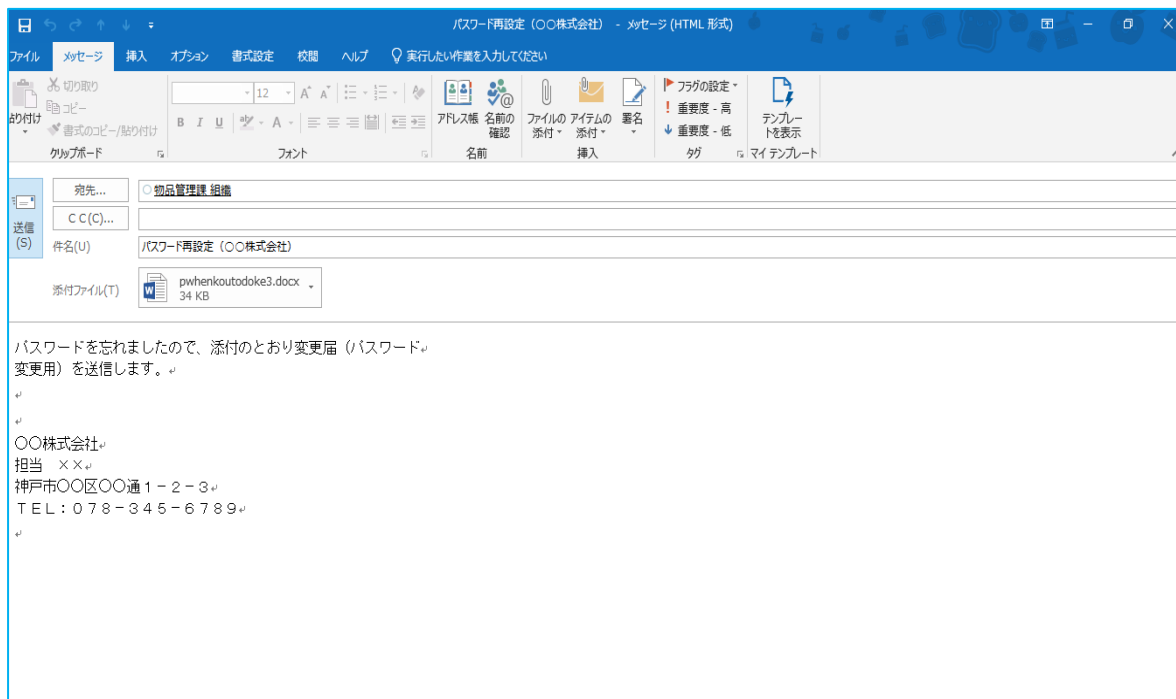 パスワード再設定（〇〇株式会社） - メッセージ (HTML 形式)
ファイル メッセージ 挿入 オプション 書式設定 校閲 ヘルプ 実行したい作業を入力してください
貼り付け
切り取り
コピー
書式のコピー/貼り付け
クリップボード
12
B I U
フォント
アドレス帳 名前の確認
名前
ファイルの添付 アイテムの添付 署名
挿入
フラグの設定
重要度 - 高
重要度 - 低
タグ
テンプレートを表示
マイ テンプレート
送信
(S)
宛先... 物品管理課 組織
C C(C)...
件名(U) パスワード再設定（〇〇株式会社）
添付ファイル(T) pwhenkoutodoke3.docx
34 KB
パスワードを忘れましたので、添付のとおり変更届（パスワード
変更用）を送信します。
〇〇株式会社
担当　××
神戸市〇〇区〇〇通１－２－３
ＴＥＬ：０７８－３４５－６７８９